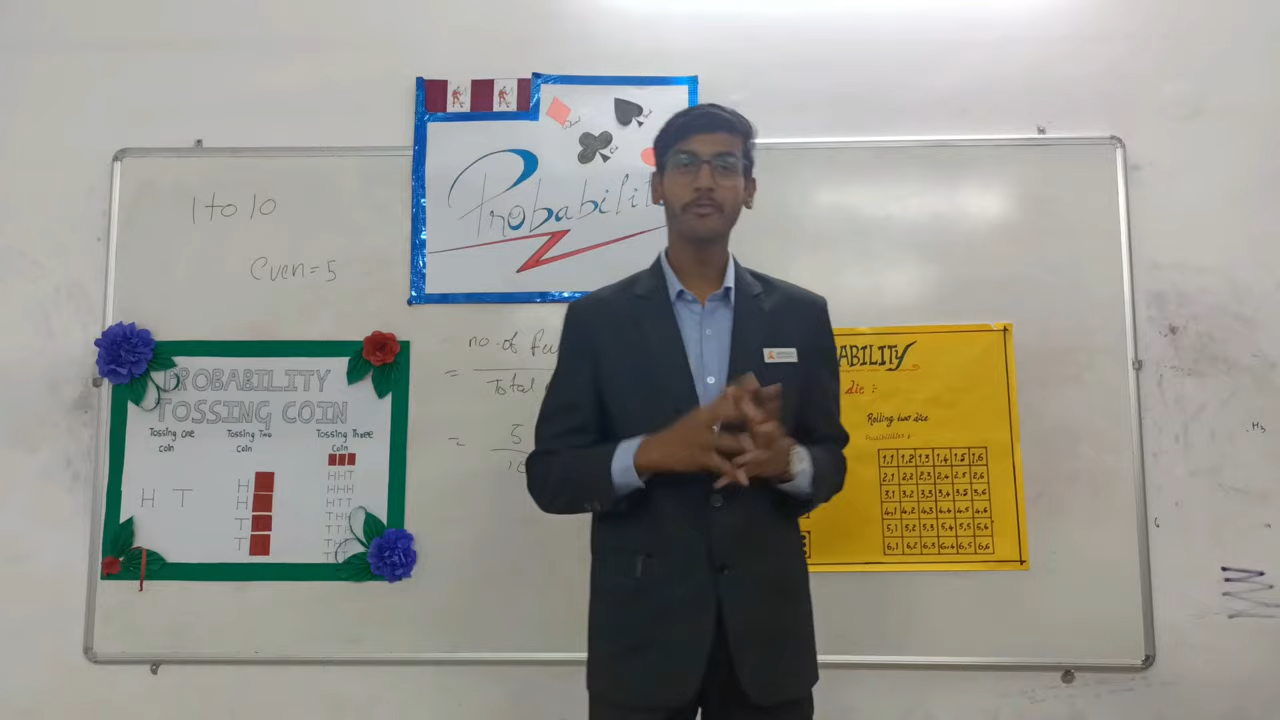 1 to 10
Even = 5
= no. of
Total
= 5
Probabilit
PROBABILITY
TOSSING COIN
Tossing one
coin
H T
Tossing Two
Coin
H
H
T
T
Tossing Three
Coin
HHT
HHH
HTT
ABILITY
die :-
Rolling two dice
Possibilities
1,1 1,2 1,3 1,4 1,5 1,6
2,1 2,2 2,3 2,4 2,5 2,6
3,1 3,2 3,3 3,4 3,5 3,6
4,1 4,2 4,3 4,4 4,5 4,6
5,1 5,2 5,3 5,4 5,5 5,6
6,1 6,2 6,3 6,4 6,5 6,6